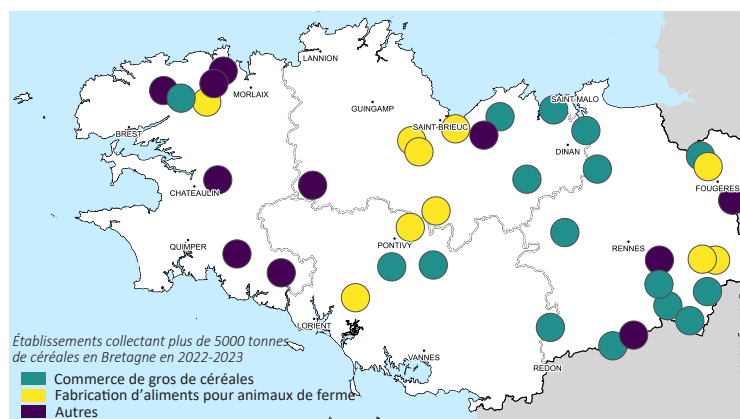 LANNION
MORLAIX
GUINGAMP
SAINT-MALO
SAINT-BRIEUC
BREST
DINAN
CHATEAULIN
FOUGERES
QUIMPER
PONTIVY
RENNES
LORIENT
VANNES
REDON
Établissements collectant plus de 5000 tonnes
de céréales en Bretagne en 2022-2023
Commerce de gros de céréales
Fabrication d'aliments pour animaux de ferme
Autres